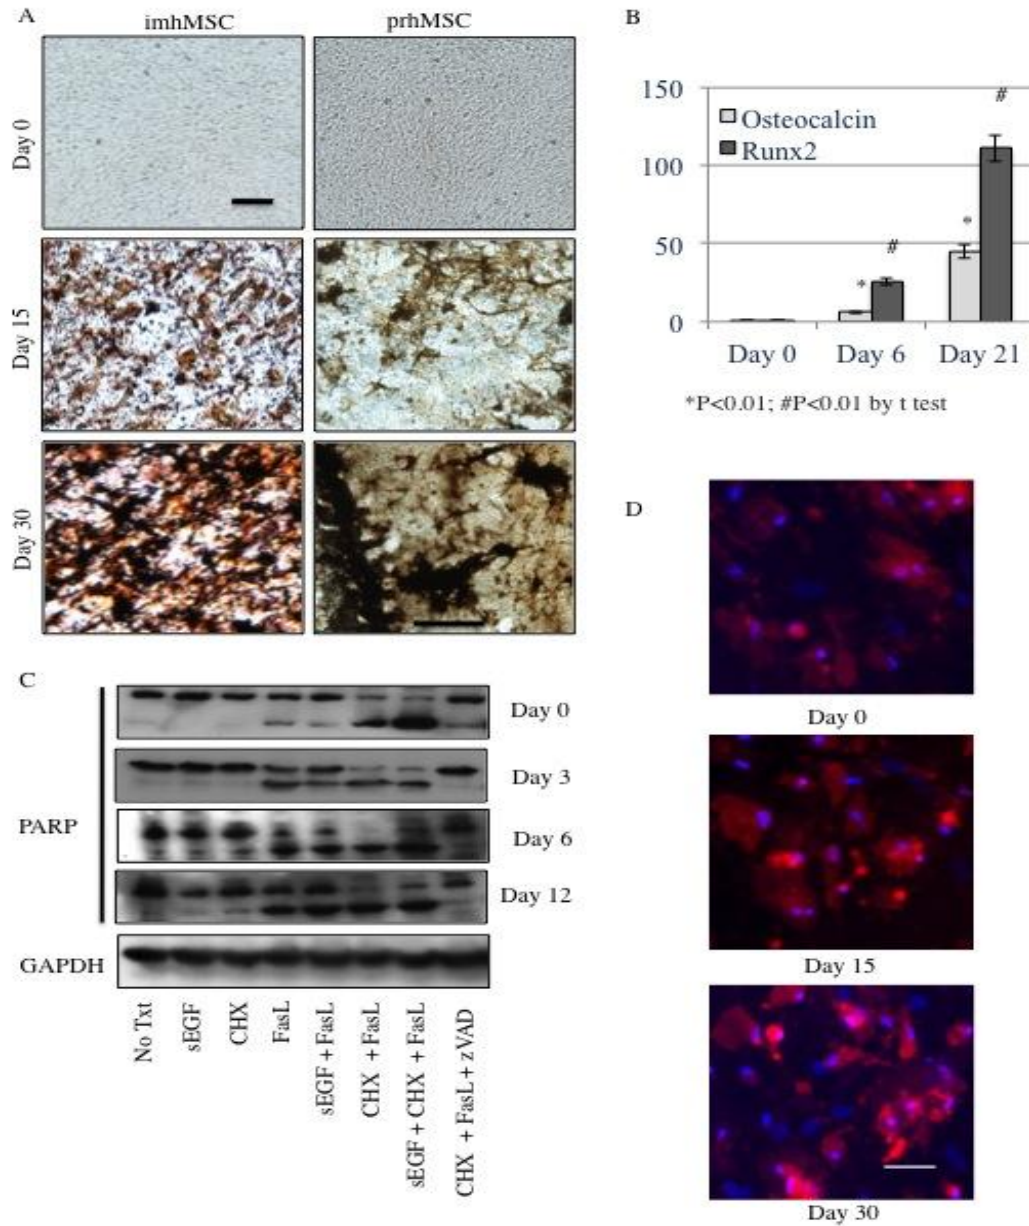 A
imhMSC
prhMSC
Day 0
Day 15
Day 30
B
150
100
50
0
Osteocalcin
Runx2
*
#
*
#
Day 0
Day 6
Day 21
*P<0.01; #P<0.01 by t test
C
PARP
Day 0
Day 3
Day 6
Day 12
GAPDH
No Txt
sEGF
CHX
FasL
sEGF + FasL
CHX + FasL
sEGF + CHX + FasL
CHX + FasL + zVAD
D
Day 0
Day 15
Day 30